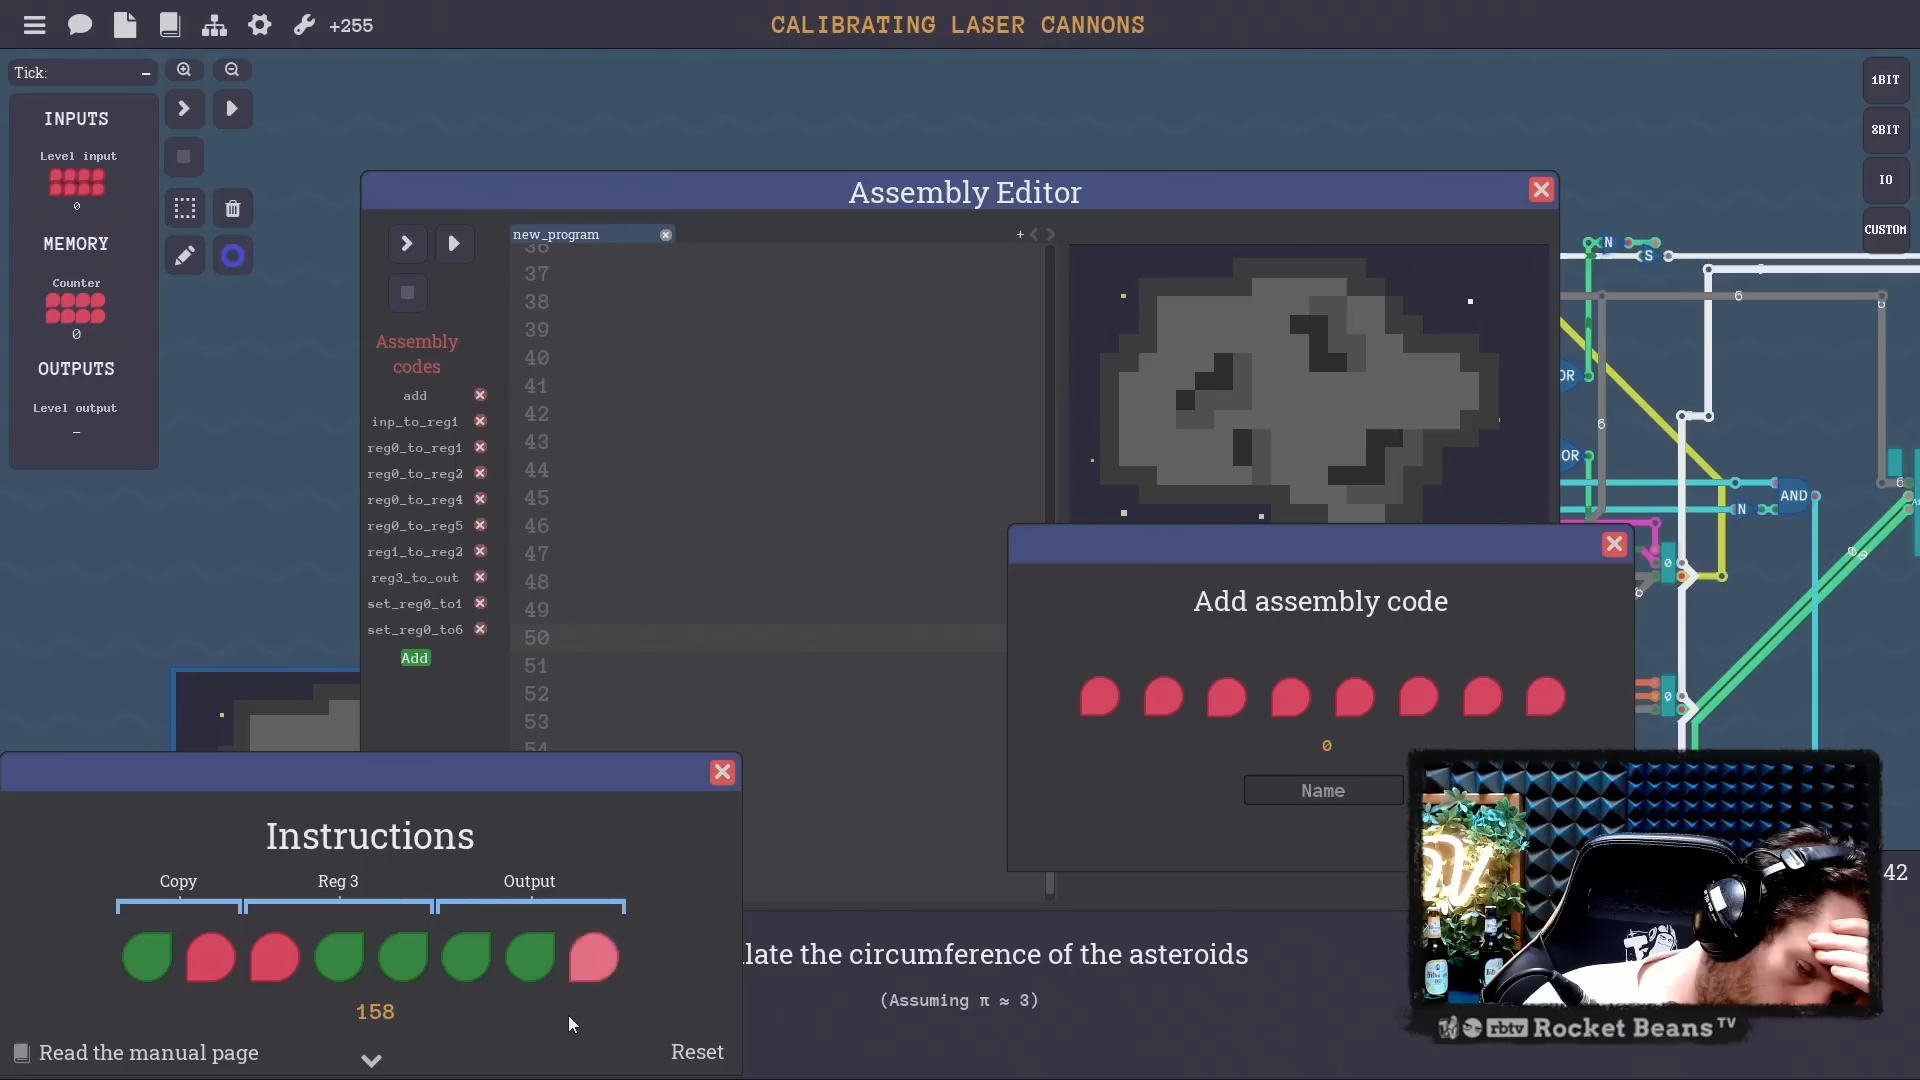 +255
CALIBRATING LASER CANNONS
Tick:
—
INPUTS
Level input
0
MEMORY
Counter
0
OUTPUTS
Level output
—
1BIT
8BIT
IO
CUSTOM
Assembly Editor
new_program
+
Assembly
codes
add
inp_to_reg1
reg0_to_reg1
reg0_to_reg2
reg0_to_reg4
reg0_to_reg5
reg1_to_reg2
reg3_to_out
set_reg0_to1
set_reg0_to6
Add
36
37
38
39
40
41
42
43
44
45
46
47
48
49
50
51
52
53
54
N
S
OR
OR
AND
N
Add assembly code
0
Name
Instructions
Copy
Reg 3
Output
158
Read the manual page
Reset
late the circumference of the asteroids
(Assuming π ≈ 3)
42
rbtv Rocket Beans TV